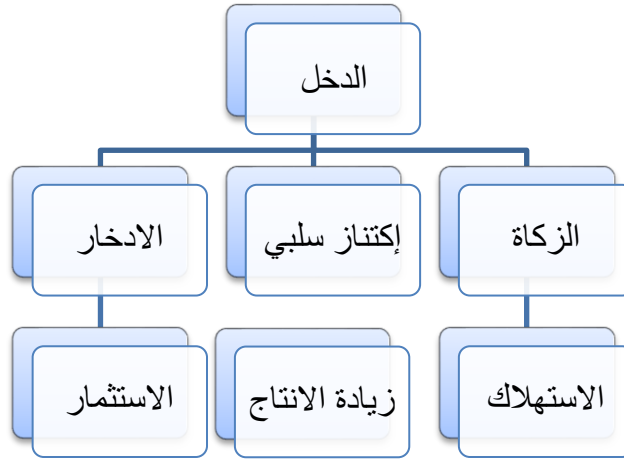 الدخل
الزكاة
إكتناز سلبي
الادخار
الاستهلاك
زيادة الانتاج
الاستثمار